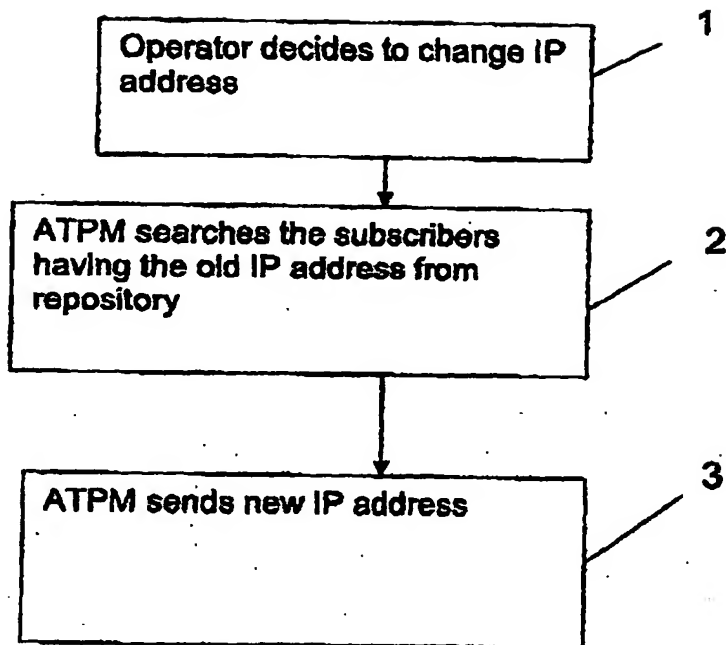 Operator decides to change IP
address
1
ATPM searches the subscribers
having the old IP address from
repository
2
ATPM sends new IP address
3